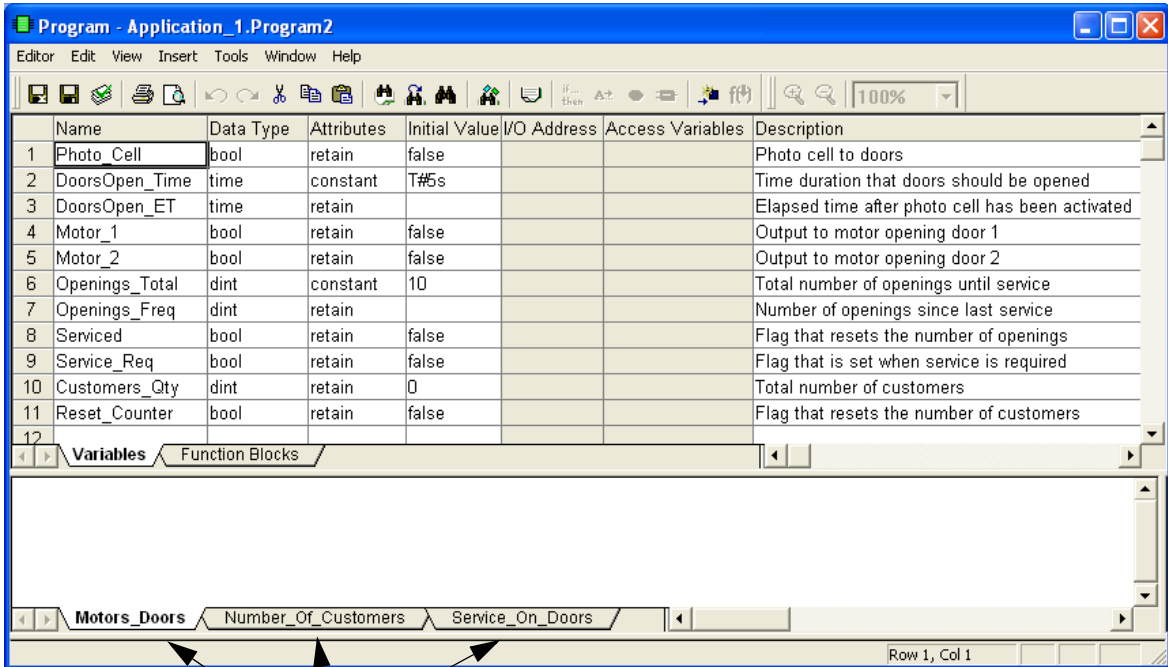 Program - Application_1.Program2
Editor Edit View Insert Tools Window Help
if... then A± f(*) 100%
Name Data Type Attributes Initial Value I/O Address Access Variables Description
1 Photo_Cell bool retain false Photo cell to doors
2 DoorsOpen_Time time constant T#5s Time duration that doors should be opened
3 DoorsOpen_ET time retain Elapsed time after photo cell has been activated
4 Motor_1 bool retain false Output to motor opening door 1
5 Motor_2 bool retain false Output to motor opening door 2
6 Openings_Total dint constant 10 Total number of openings until service
7 Openings_Freq dint retain Number of openings since last service
8 Serviced bool retain false Flag that resets the number of openings
9 Service_Req bool retain false Flag that is set when service is required
10 Customers_Qty dint retain 0 Total number of customers
11 Reset_Counter bool retain false Flag that resets the number of customers
12
Variables Function Blocks
Motors_Doors Number_Of_Customers Service_On_Doors
Row 1, Col 1